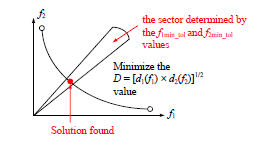 f₂
the sector determined by
the f₁min_tol and f₂min_tol
values
Minimize the
D = [d₁(f₁) × d₂(f₂)]¹/²
value
f₁
Solution found